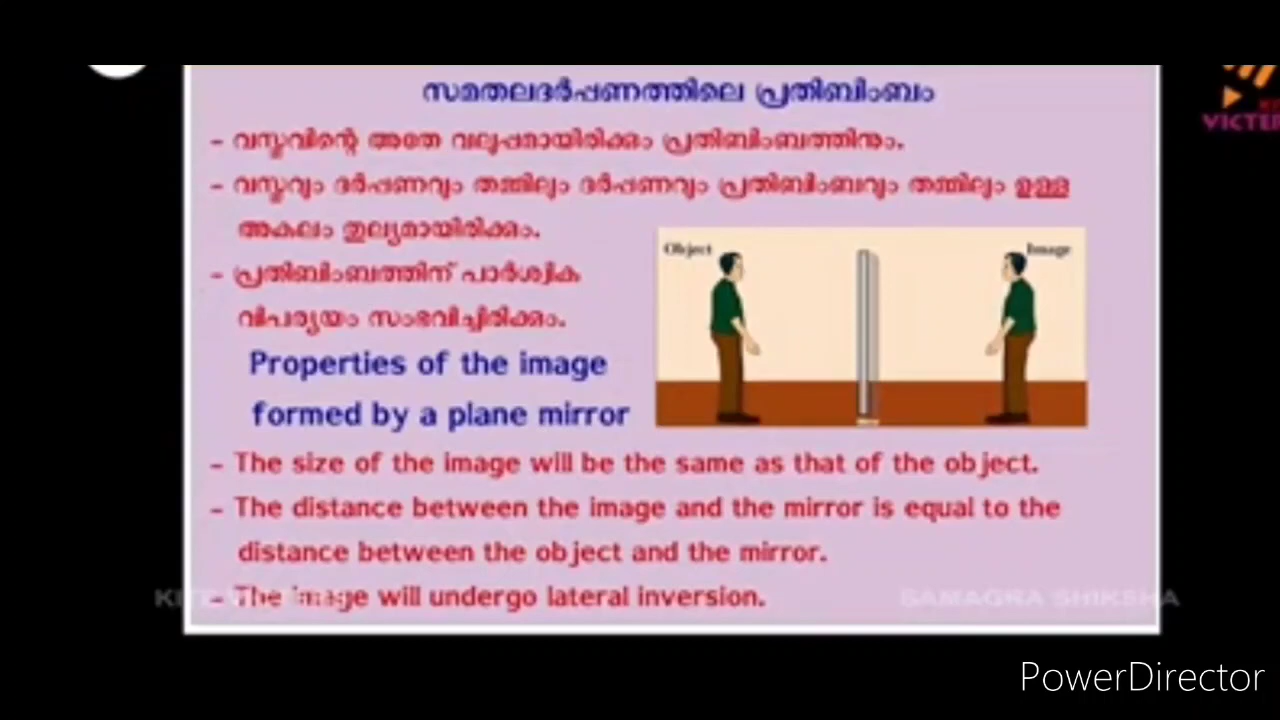 സമതലദർപ്പണത്തിലെ പ്രതിബിംബം
- വസ്തുവിന്റെ അതേ വലുപ്പമായിരിക്കും പ്രതിബിംബത്തിനും.
- വസ്തുവും ദർപ്പണവും തമ്മിലും ദർപ്പണവും പ്രതിബിംബവും തമ്മിലും ഉള്ള
അകലം തുല്യമായിരിക്കും.
Object
Image
- പ്രതിബിംബത്തിന് പാർശ്വിക
വിപര്യയം സംഭവിച്ചിരിക്കും.
Properties of the image
formed by a plane mirror
- The size of the image will be the same as that of the object.
- The distance between the image and the mirror is equal to the
distance between the object and the mirror.
- The image will undergo lateral inversion.
SAMAGRA SHIKSHA
PowerDirector